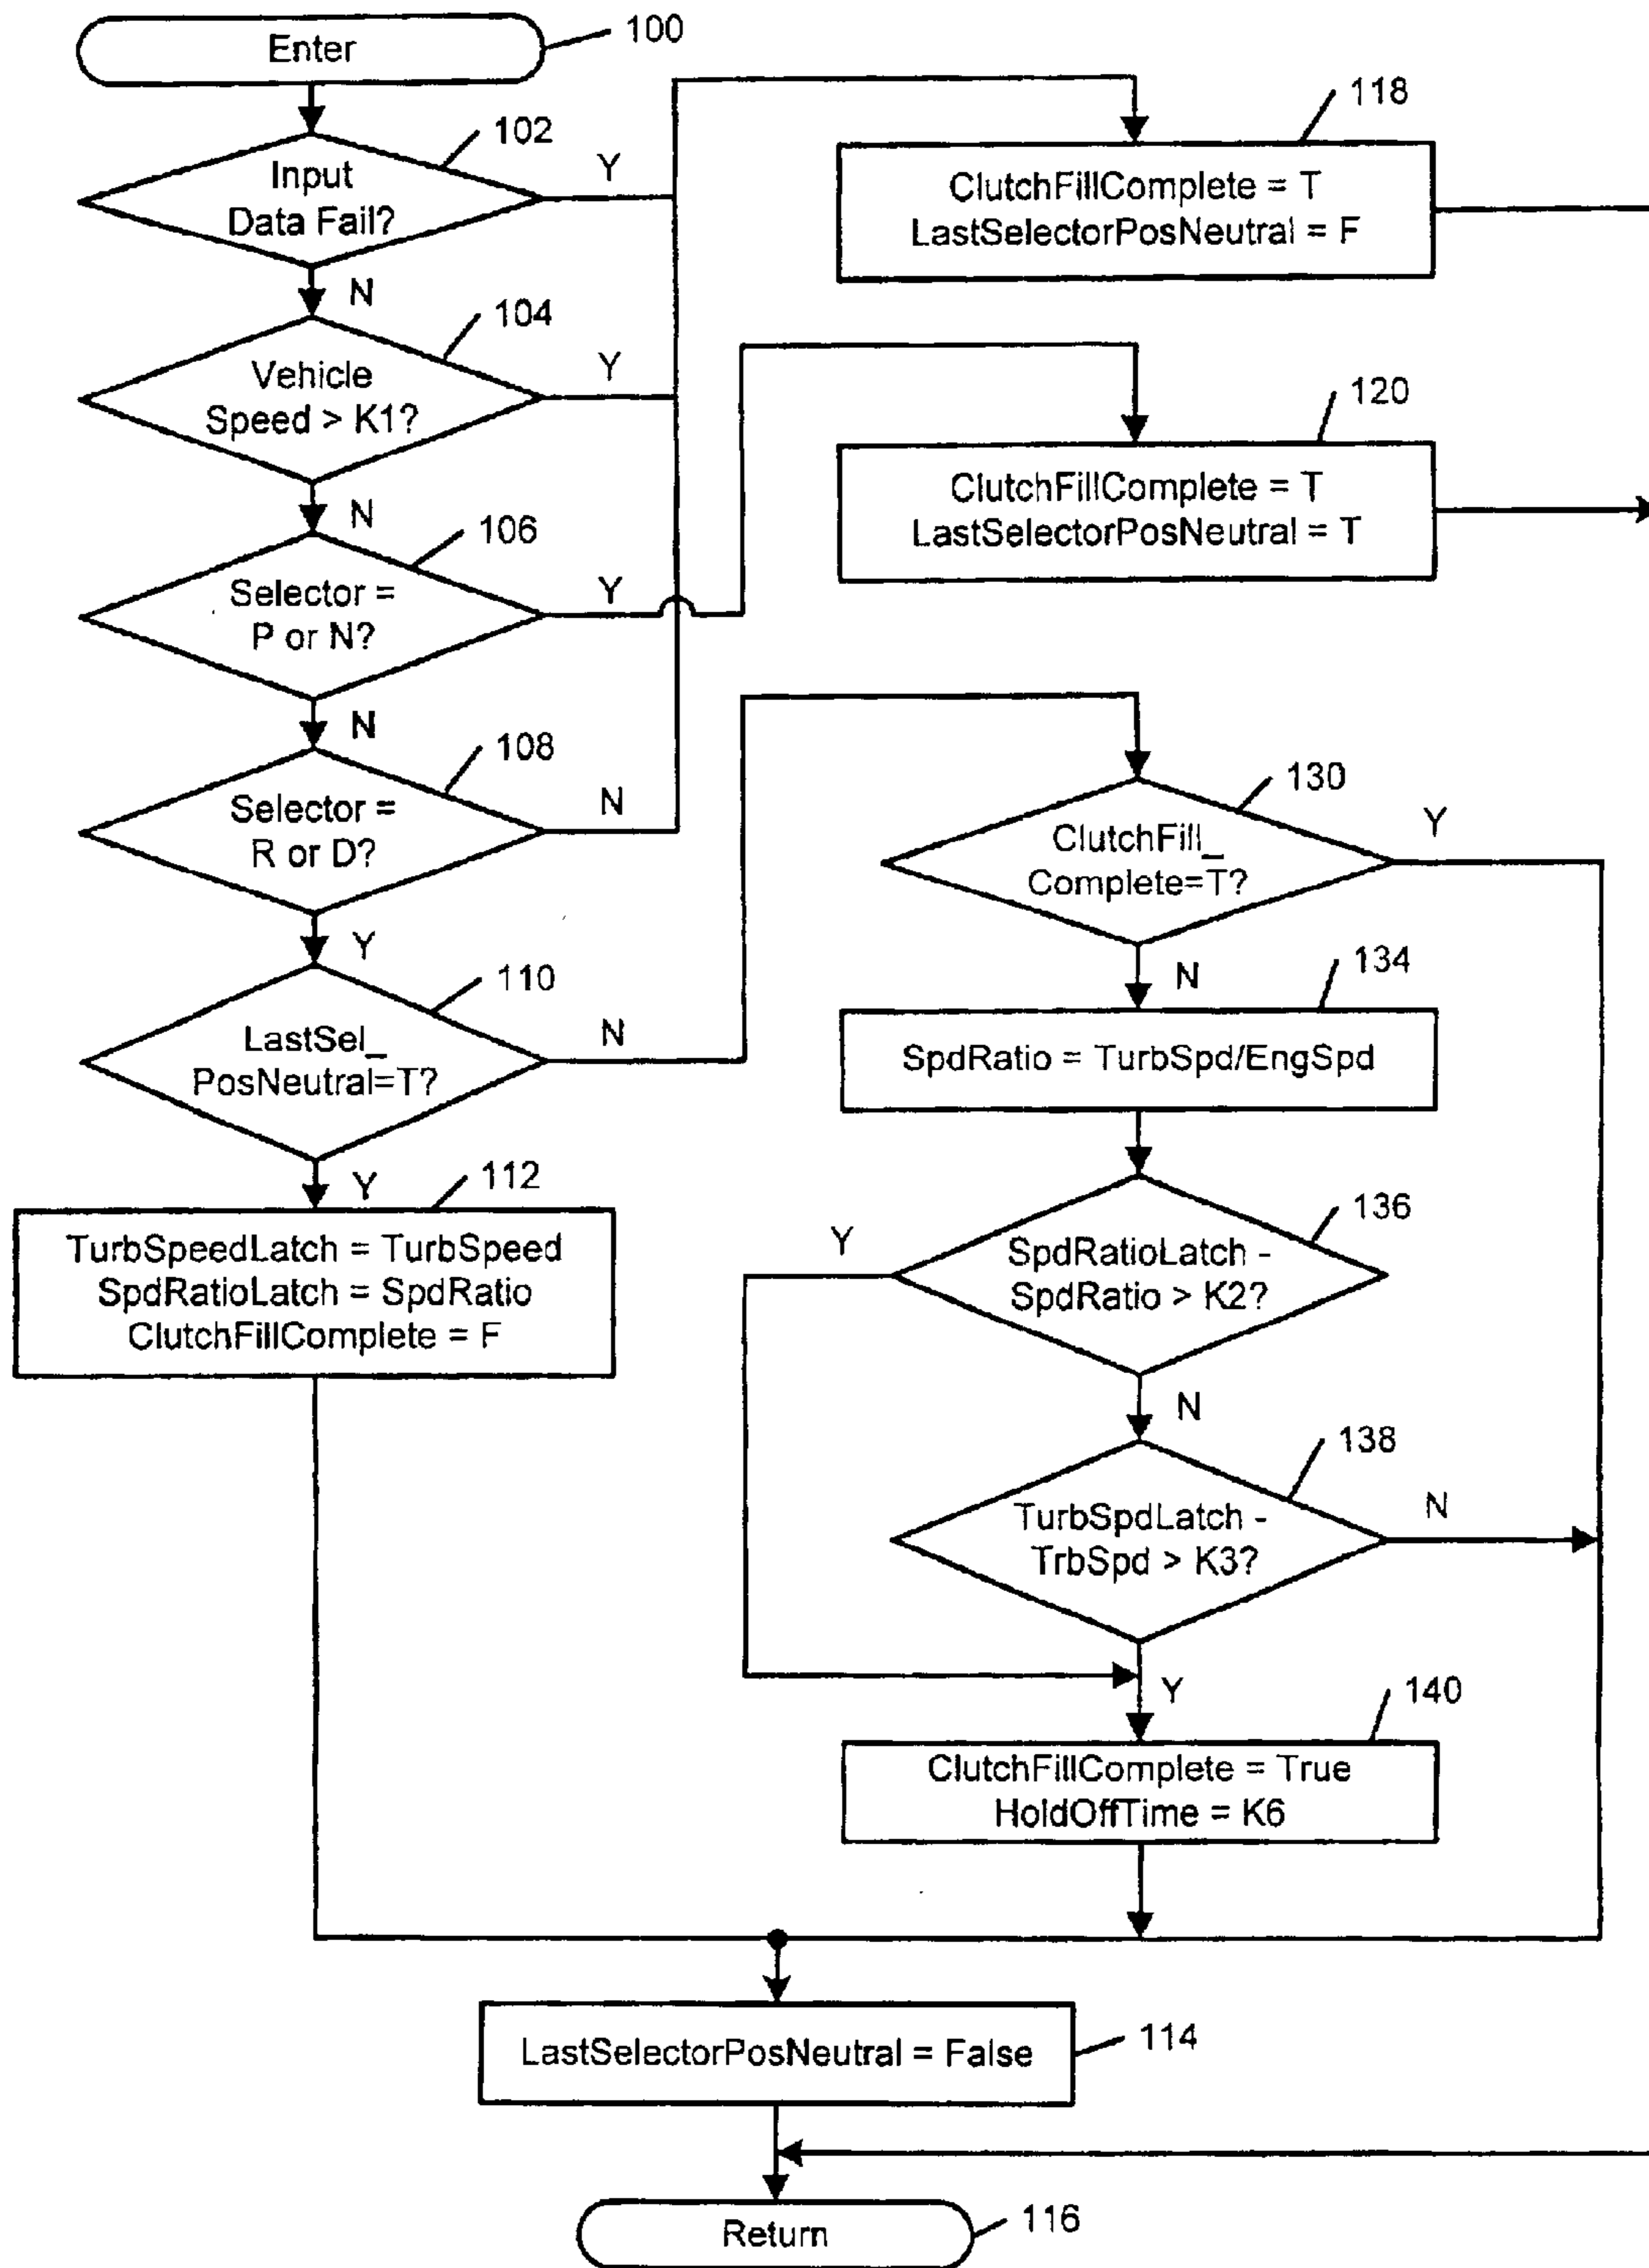 Enter
100
102
Input
Data Fail?
Y
N
118
ClutchFillComplete = T
LastSelectorPosNeutral = F
104
Vehicle
Speed > K1?
Y
N
120
ClutchFillComplete = T
LastSelectorPosNeutral = T
106
Selector =
P or N?
Y
N
108
Selector =
R or D?
N
Y
110
LastSel_
PosNeutral=T?
N
Y
130
ClutchFill_
Complete=T?
Y
N
134
SpdRatio = TurbSpd/EngSpd
112
TurbSpeedLatch = TurbSpeed
SpdRatioLatch = SpdRatio
ClutchFillComplete = F
136
Y
SpdRatioLatch -
SpdRatio > K2?
N
138
TurbSpdLatch -
TrbSpd > K3?
N
Y
140
ClutchFillComplete = True
HoldOffTime = K6
LastSelectorPosNeutral = False
114
Return
116